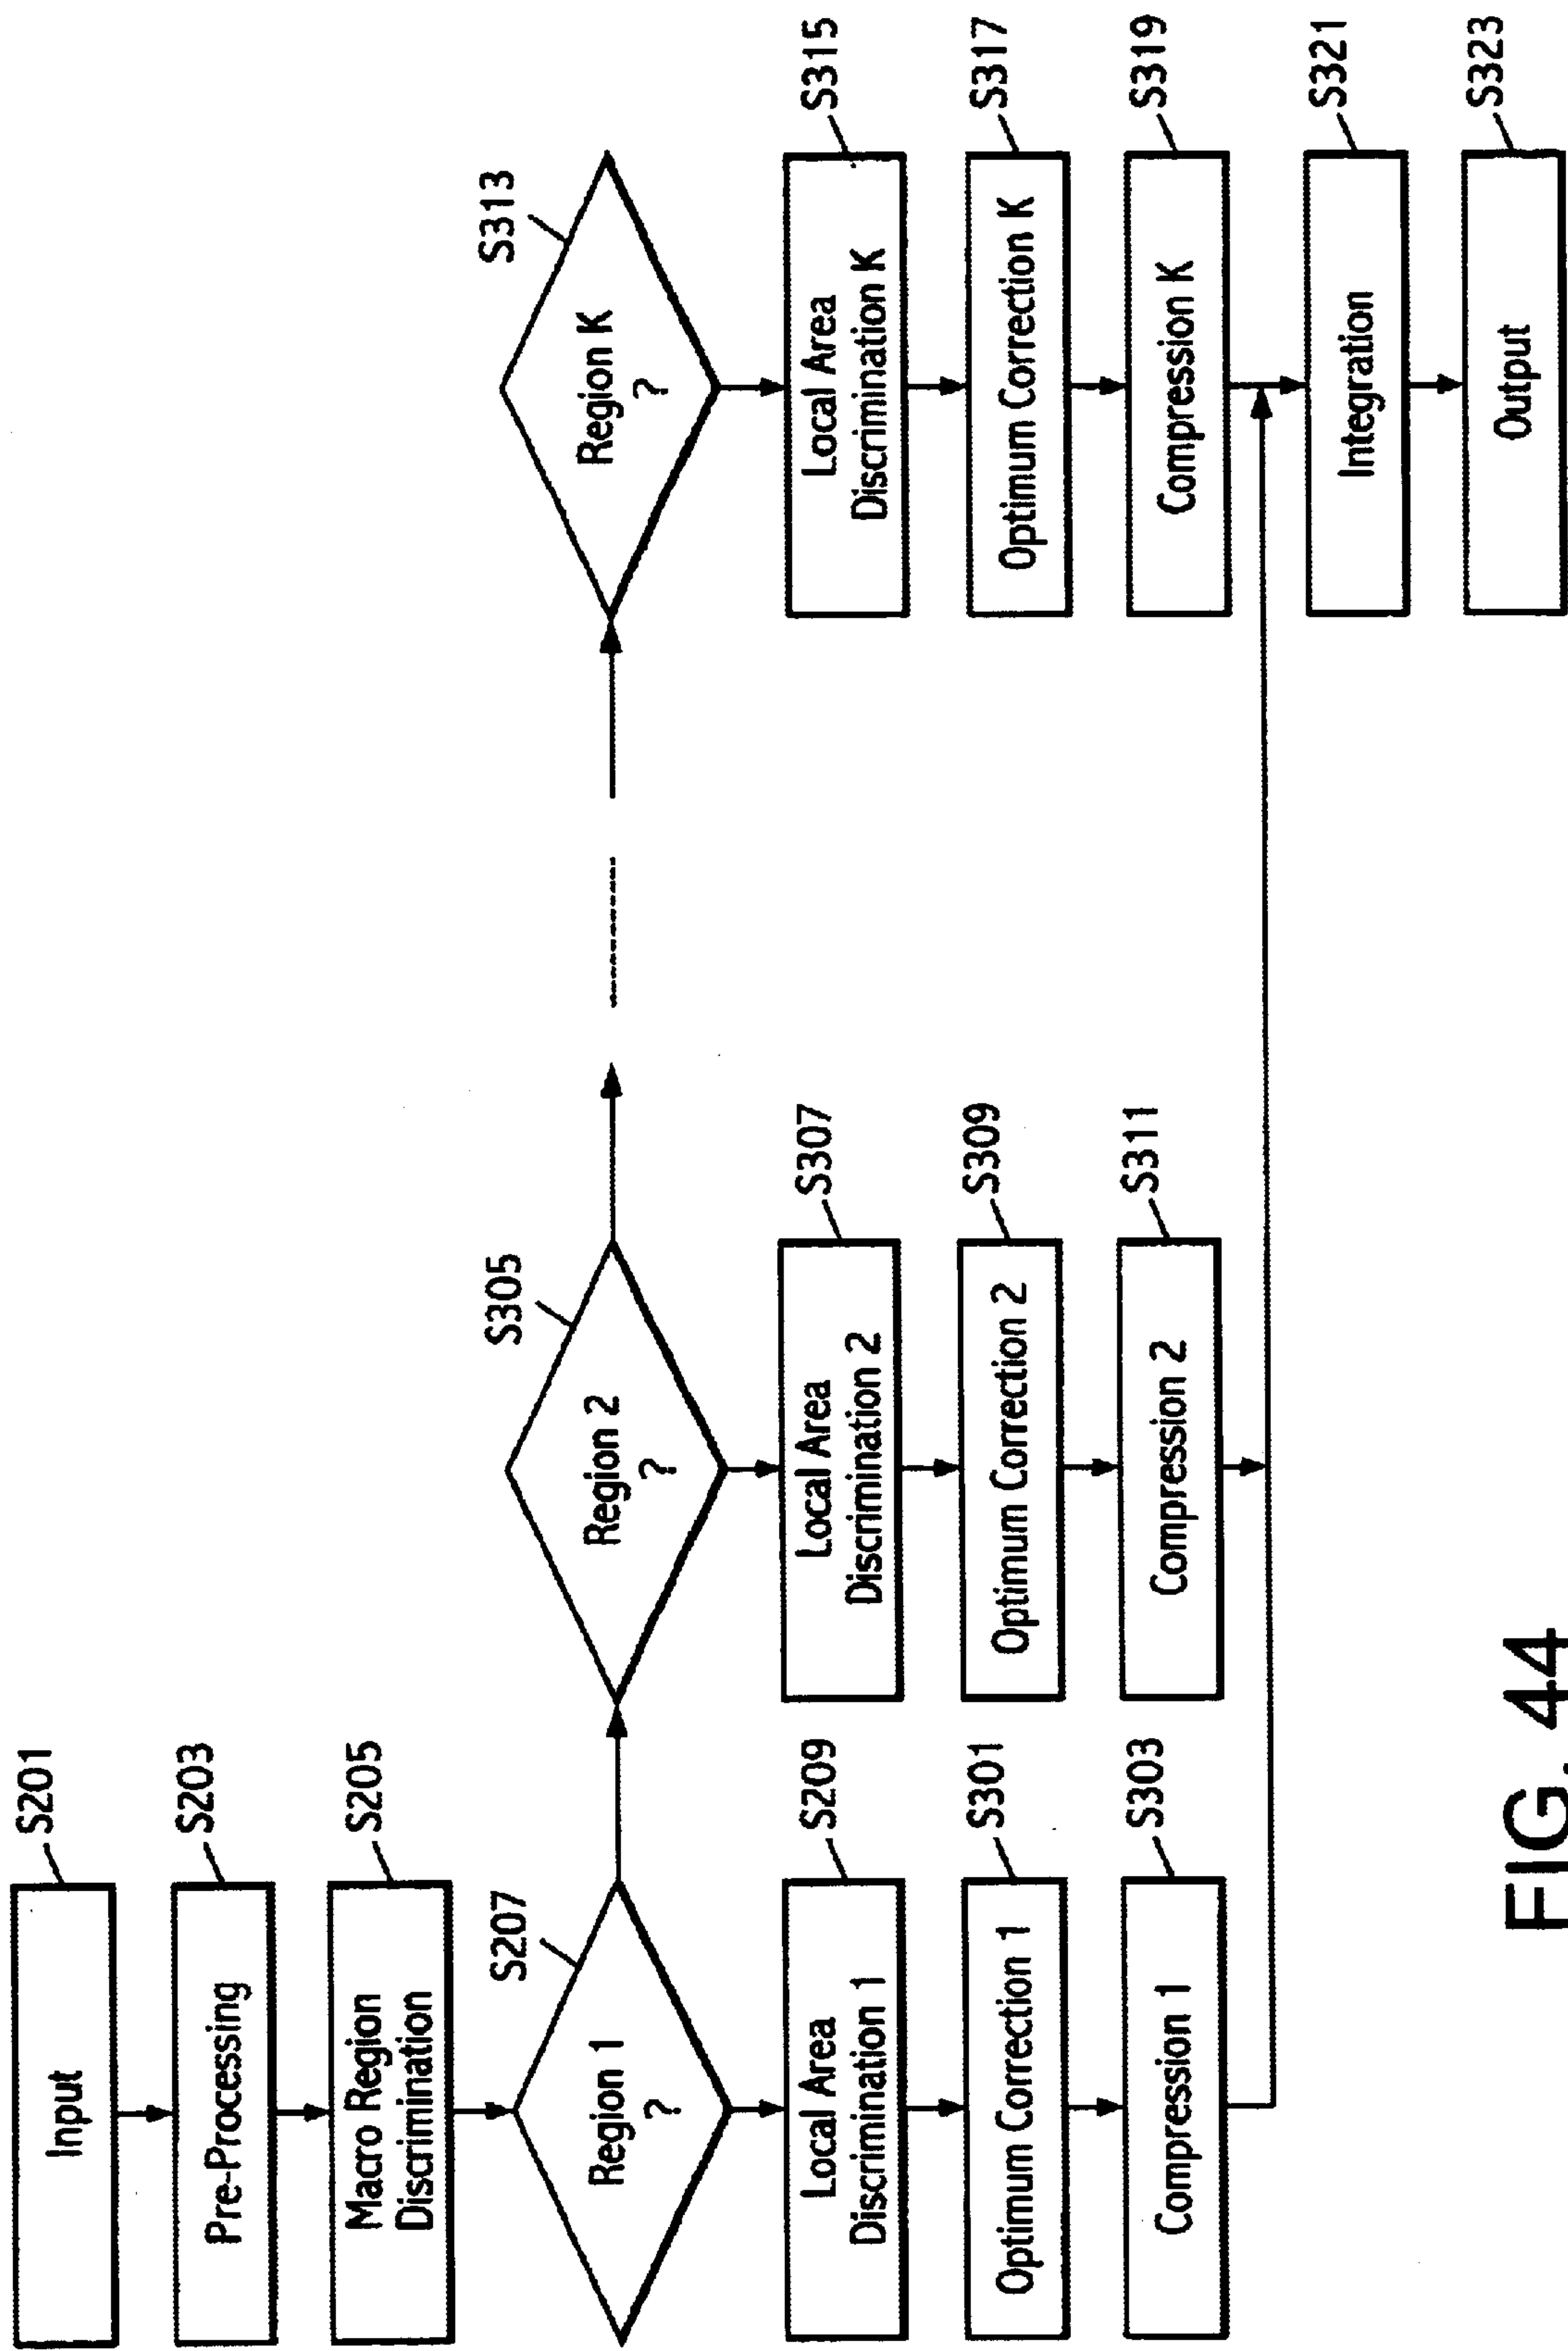 Input
S201
Pre-Processing
S203
Macro Region
Discrimination
S205
Region 1
?
S207
Local Area
Discrimination 1
S209
Optimum Correction 1
S301
Compression 1
S303
Region 2
?
S305
Local Area
Discrimination 2
S307
Optimum Correction 2
S309
Compression 2
S311
Region K
?
S313
Local Area
Discrimination K
S315
Optimum Correction K
S317
Compression K
S319
Integration
S321
Output
S323
FIG. 44